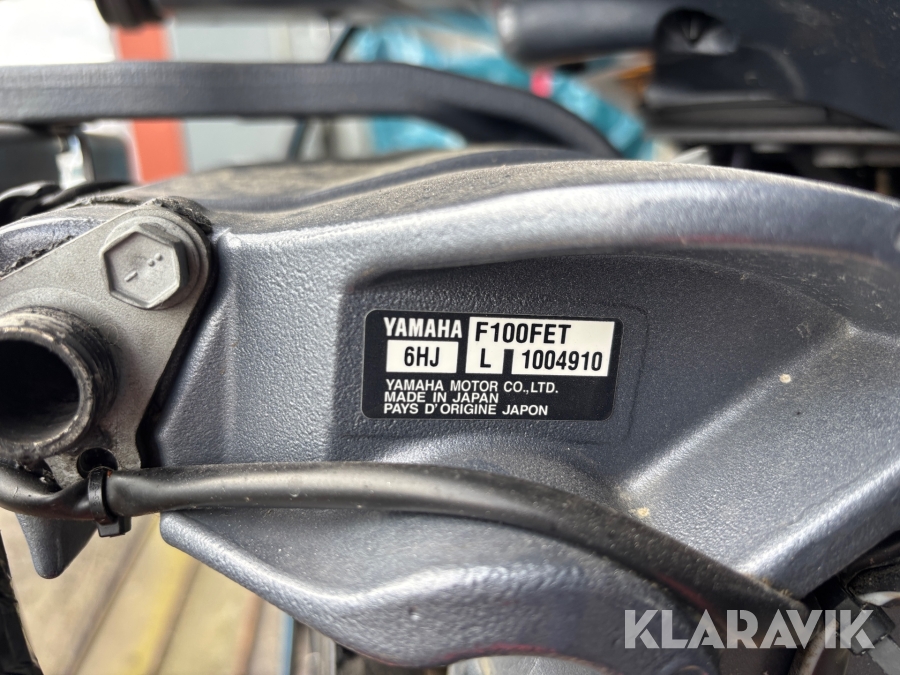 YAMAHA F100FET
6HJ L 1004910
YAMAHA MOTOR CO.,LTD.
MADE IN JAPAN
PAYS D'ORIGINE JAPON
KLARAVIK